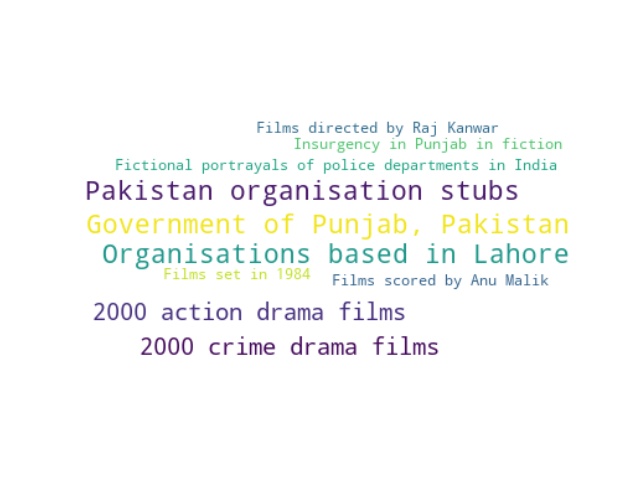 Films directed by Raj Kanwar
Insurgency in Punjab in fiction
Fictional portrayals of police departments in India
Pakistan organisation stubs
Government of Punjab, Pakistan
Organisations based in Lahore
Films set in 1984
Films scored by Anu Malik
2000 action drama films
2000 crime drama films